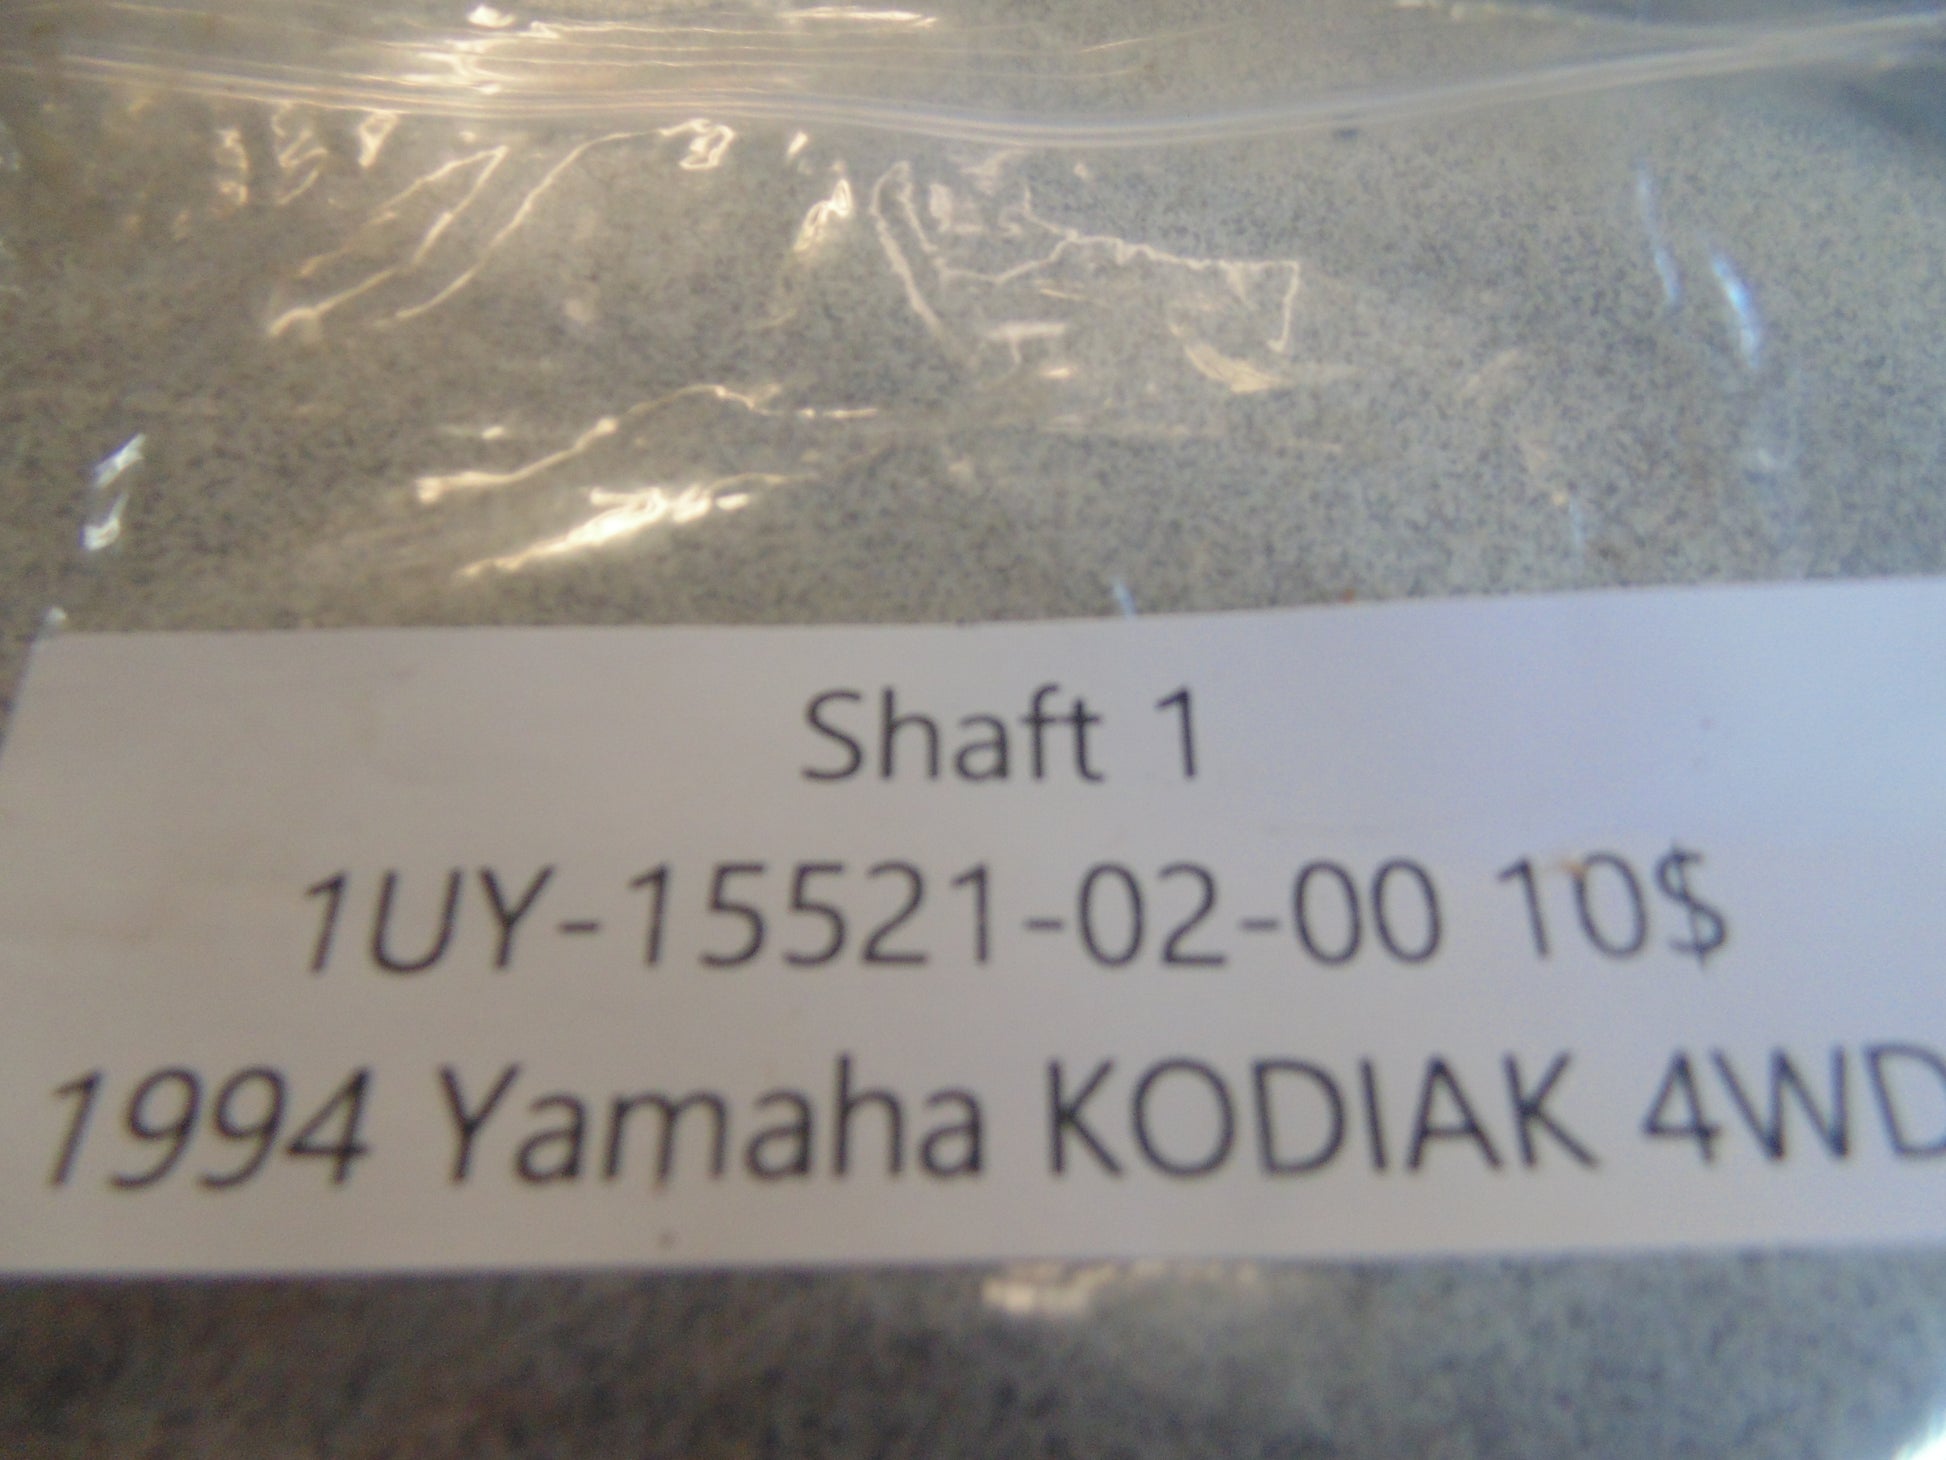 Shaft 1
1UY-15521-02-00 10$
1994 Yamaha KODIAK 4WD